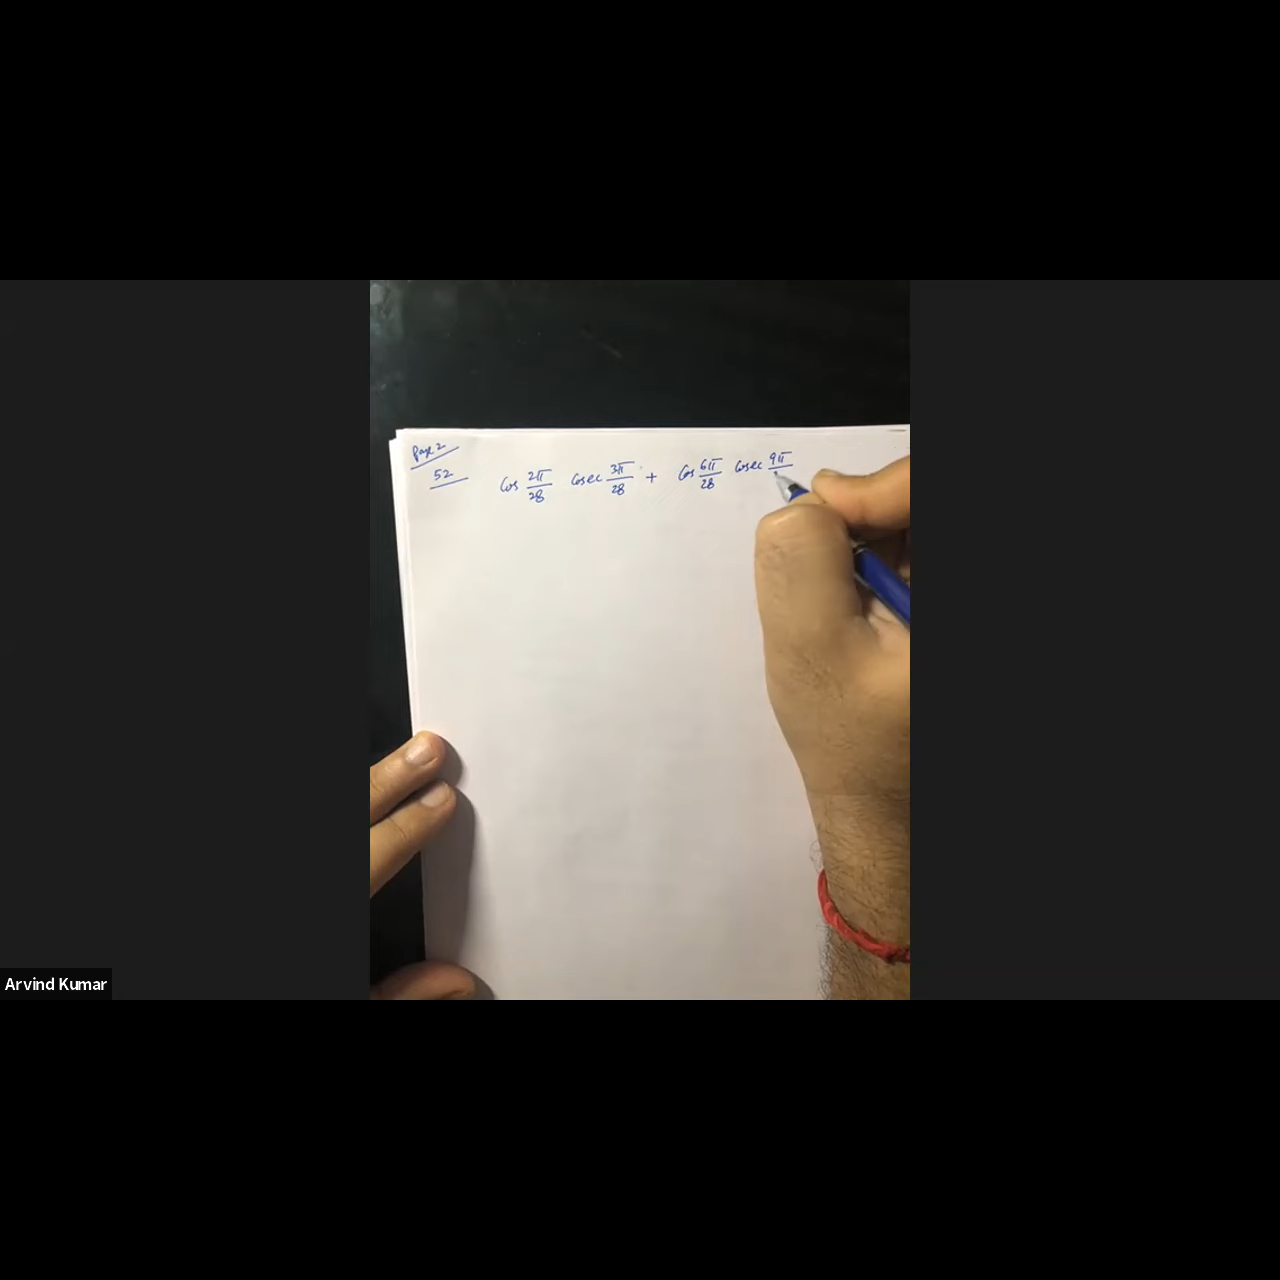 Page 2
52 cos 2π/28 cosec 3π/28 + cos 6π/28 cosec 9π/
Arvind Kumar